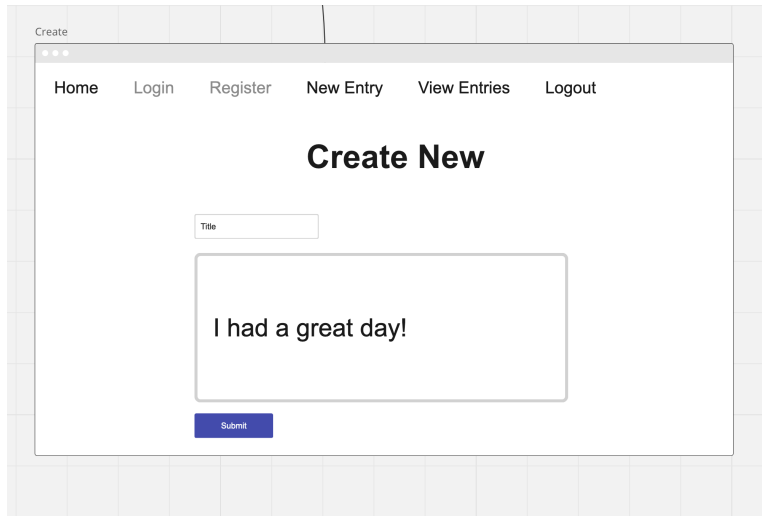 Create
Home Login Register New Entry View Entries Logout
Create New
Title
I had a great day!
Submit